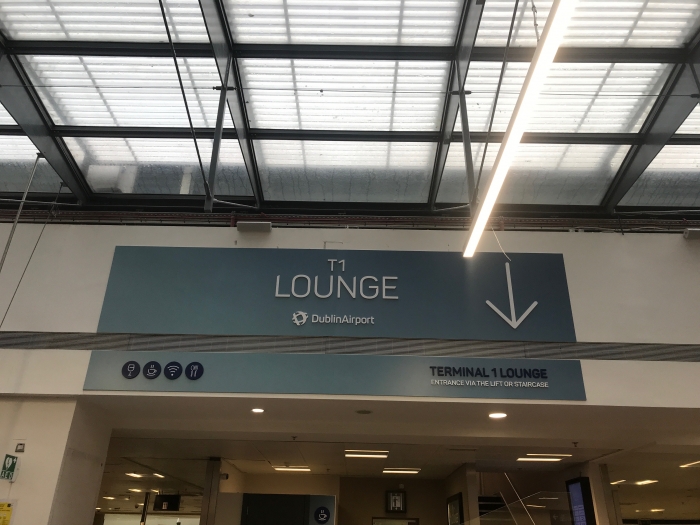 T1
LOUNGE
DublinAirport
TERMINAL 1 LOUNGE
ENTRANCE VIA THE LIFT OR STAIRCASE